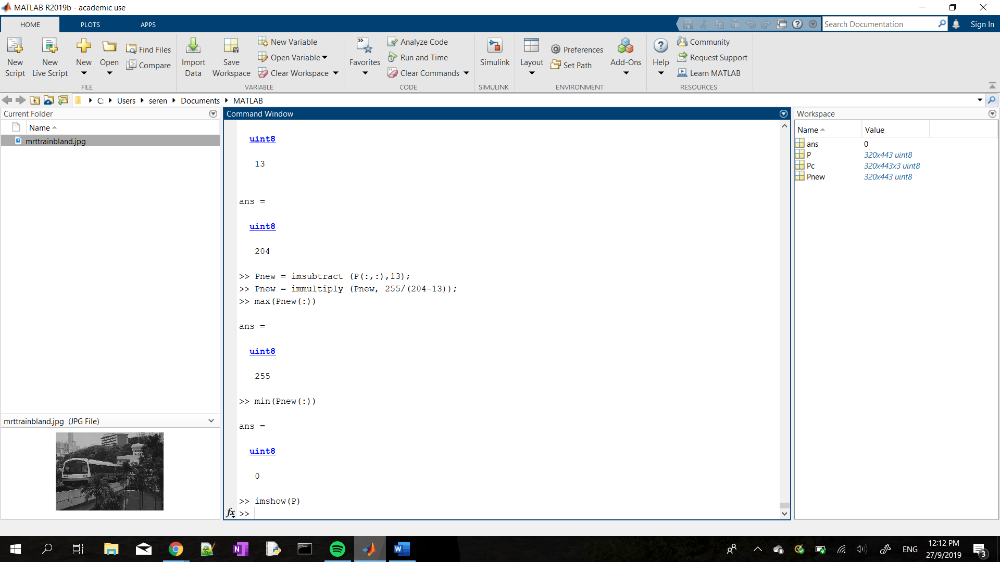 MATLAB R2019b - academic use
HOME PLOTS APPS
Search Documentation
Sign In
New Script
New Live Script
New
Open
Find Files
Compare
FILE
Import Data
Save Workspace
New Variable
Open Variable
Clear Workspace
VARIABLE
Favorites
Analyze Code
Run and Time
Clear Commands
CODE
Simulink
SIMULINK
Layout
Preferences
Set Path
Add-Ons
ENVIRONMENT
Help
Community
Request Support
Learn MATLAB
RESOURCES
C: Users seren Documents MATLAB
Current Folder
Name
mrttrainbland.jpg
mrttrainbland.jpg (JPG File)
Command Window
uint8
13
ans =
uint8
204
>> Pnew = imsubtract (P(:,:),13);
>> Pnew = immultiply (Pnew, 255/(204-13));
>> max(Pnew(:))
ans =
uint8
255
>> min(Pnew(:))
ans =
uint8
0
>> imshow(P)
fx >>
Workspace
Name Value
ans 0
P 320x443 uint8
Pc 320x443x3 uint8
Pnew 320x443 uint8
ENG
12:12 PM
27/9/2019
3